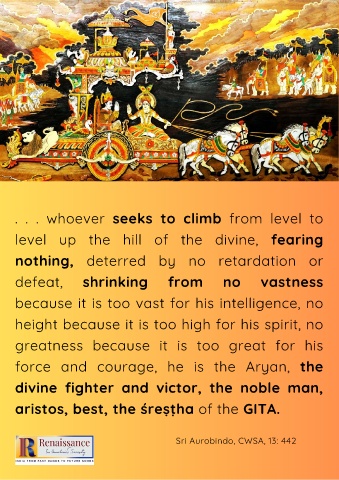 . . . whoever seeks to climb from level to
level up the hill of the divine, fearing
nothing, deterred by no retardation or
defeat, shrinking from no vastness
because it is too vast for his intelligence, no
height because it is too high for his spirit, no
greatness because it is too great for his
force and courage, he is the Aryan, the
divine fighter and victor, the noble man,
aristos, best, the śreṣṭha of the GITA.
Renaissance
Sri Aurobindo, CWSA, 13: 442